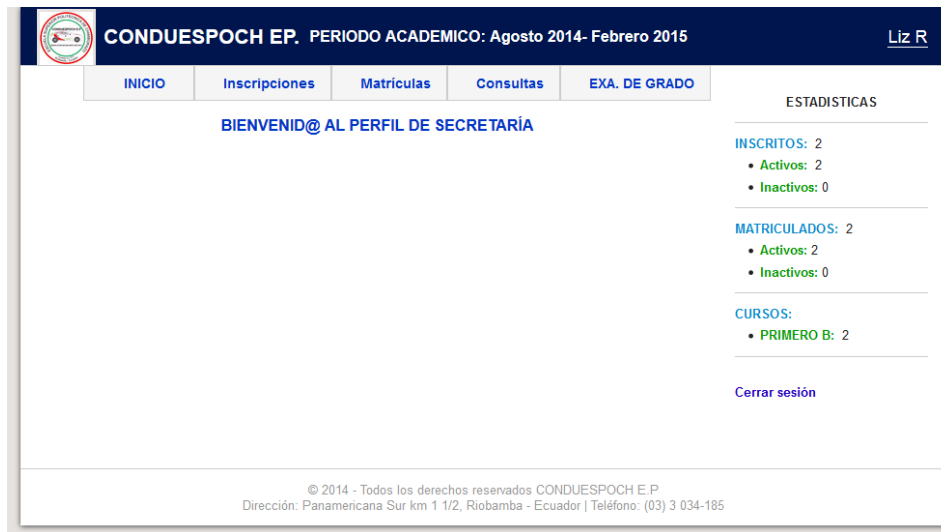 CONDUESPOCH EP. PERIODO ACADEMICO: Agosto 2014- Febrero 2015
Liz R
INICIO Inscripciones Matrículas Consultas EXA. DE GRADO
BIENVENID@ AL PERFIL DE SECRETARÍA
ESTADISTICAS
INSCRITOS: 2
• Activos: 2
• Inactivos: 0
MATRICULADOS: 2
• Activos: 2
• Inactivos: 0
CURSOS:
• PRIMERO B: 2
Cerrar sesión
© 2014 - Todos los derechos reservados CONDUESPOCH E.P
Dirección: Panamericana Sur km 1 1/2, Riobamba - Ecuador | Teléfono: (03) 3 034-185